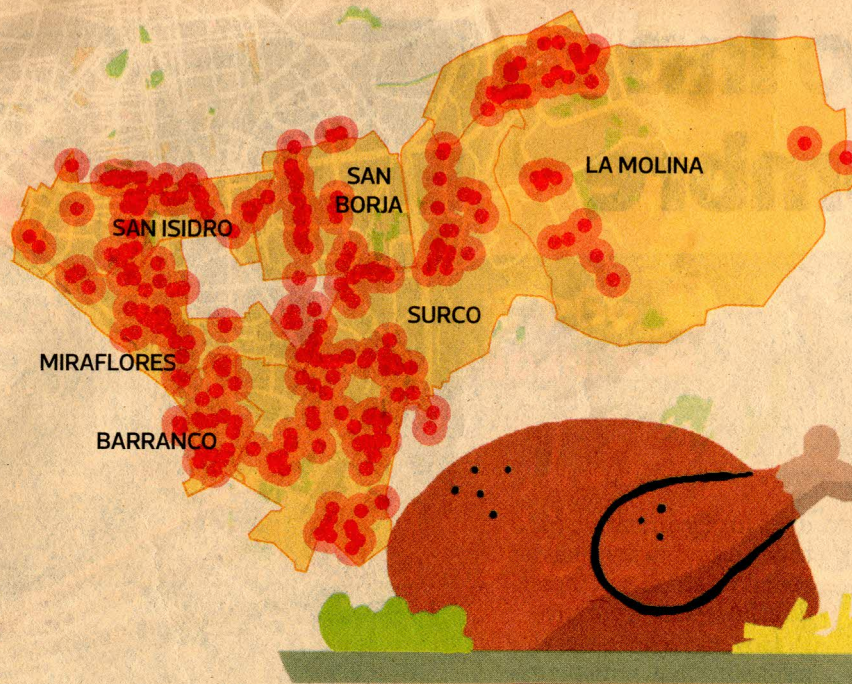 SAN
BORJA
LA MOLINA
SAN ISIDRO
SURCO
MIRAFLORES
BARRANCO